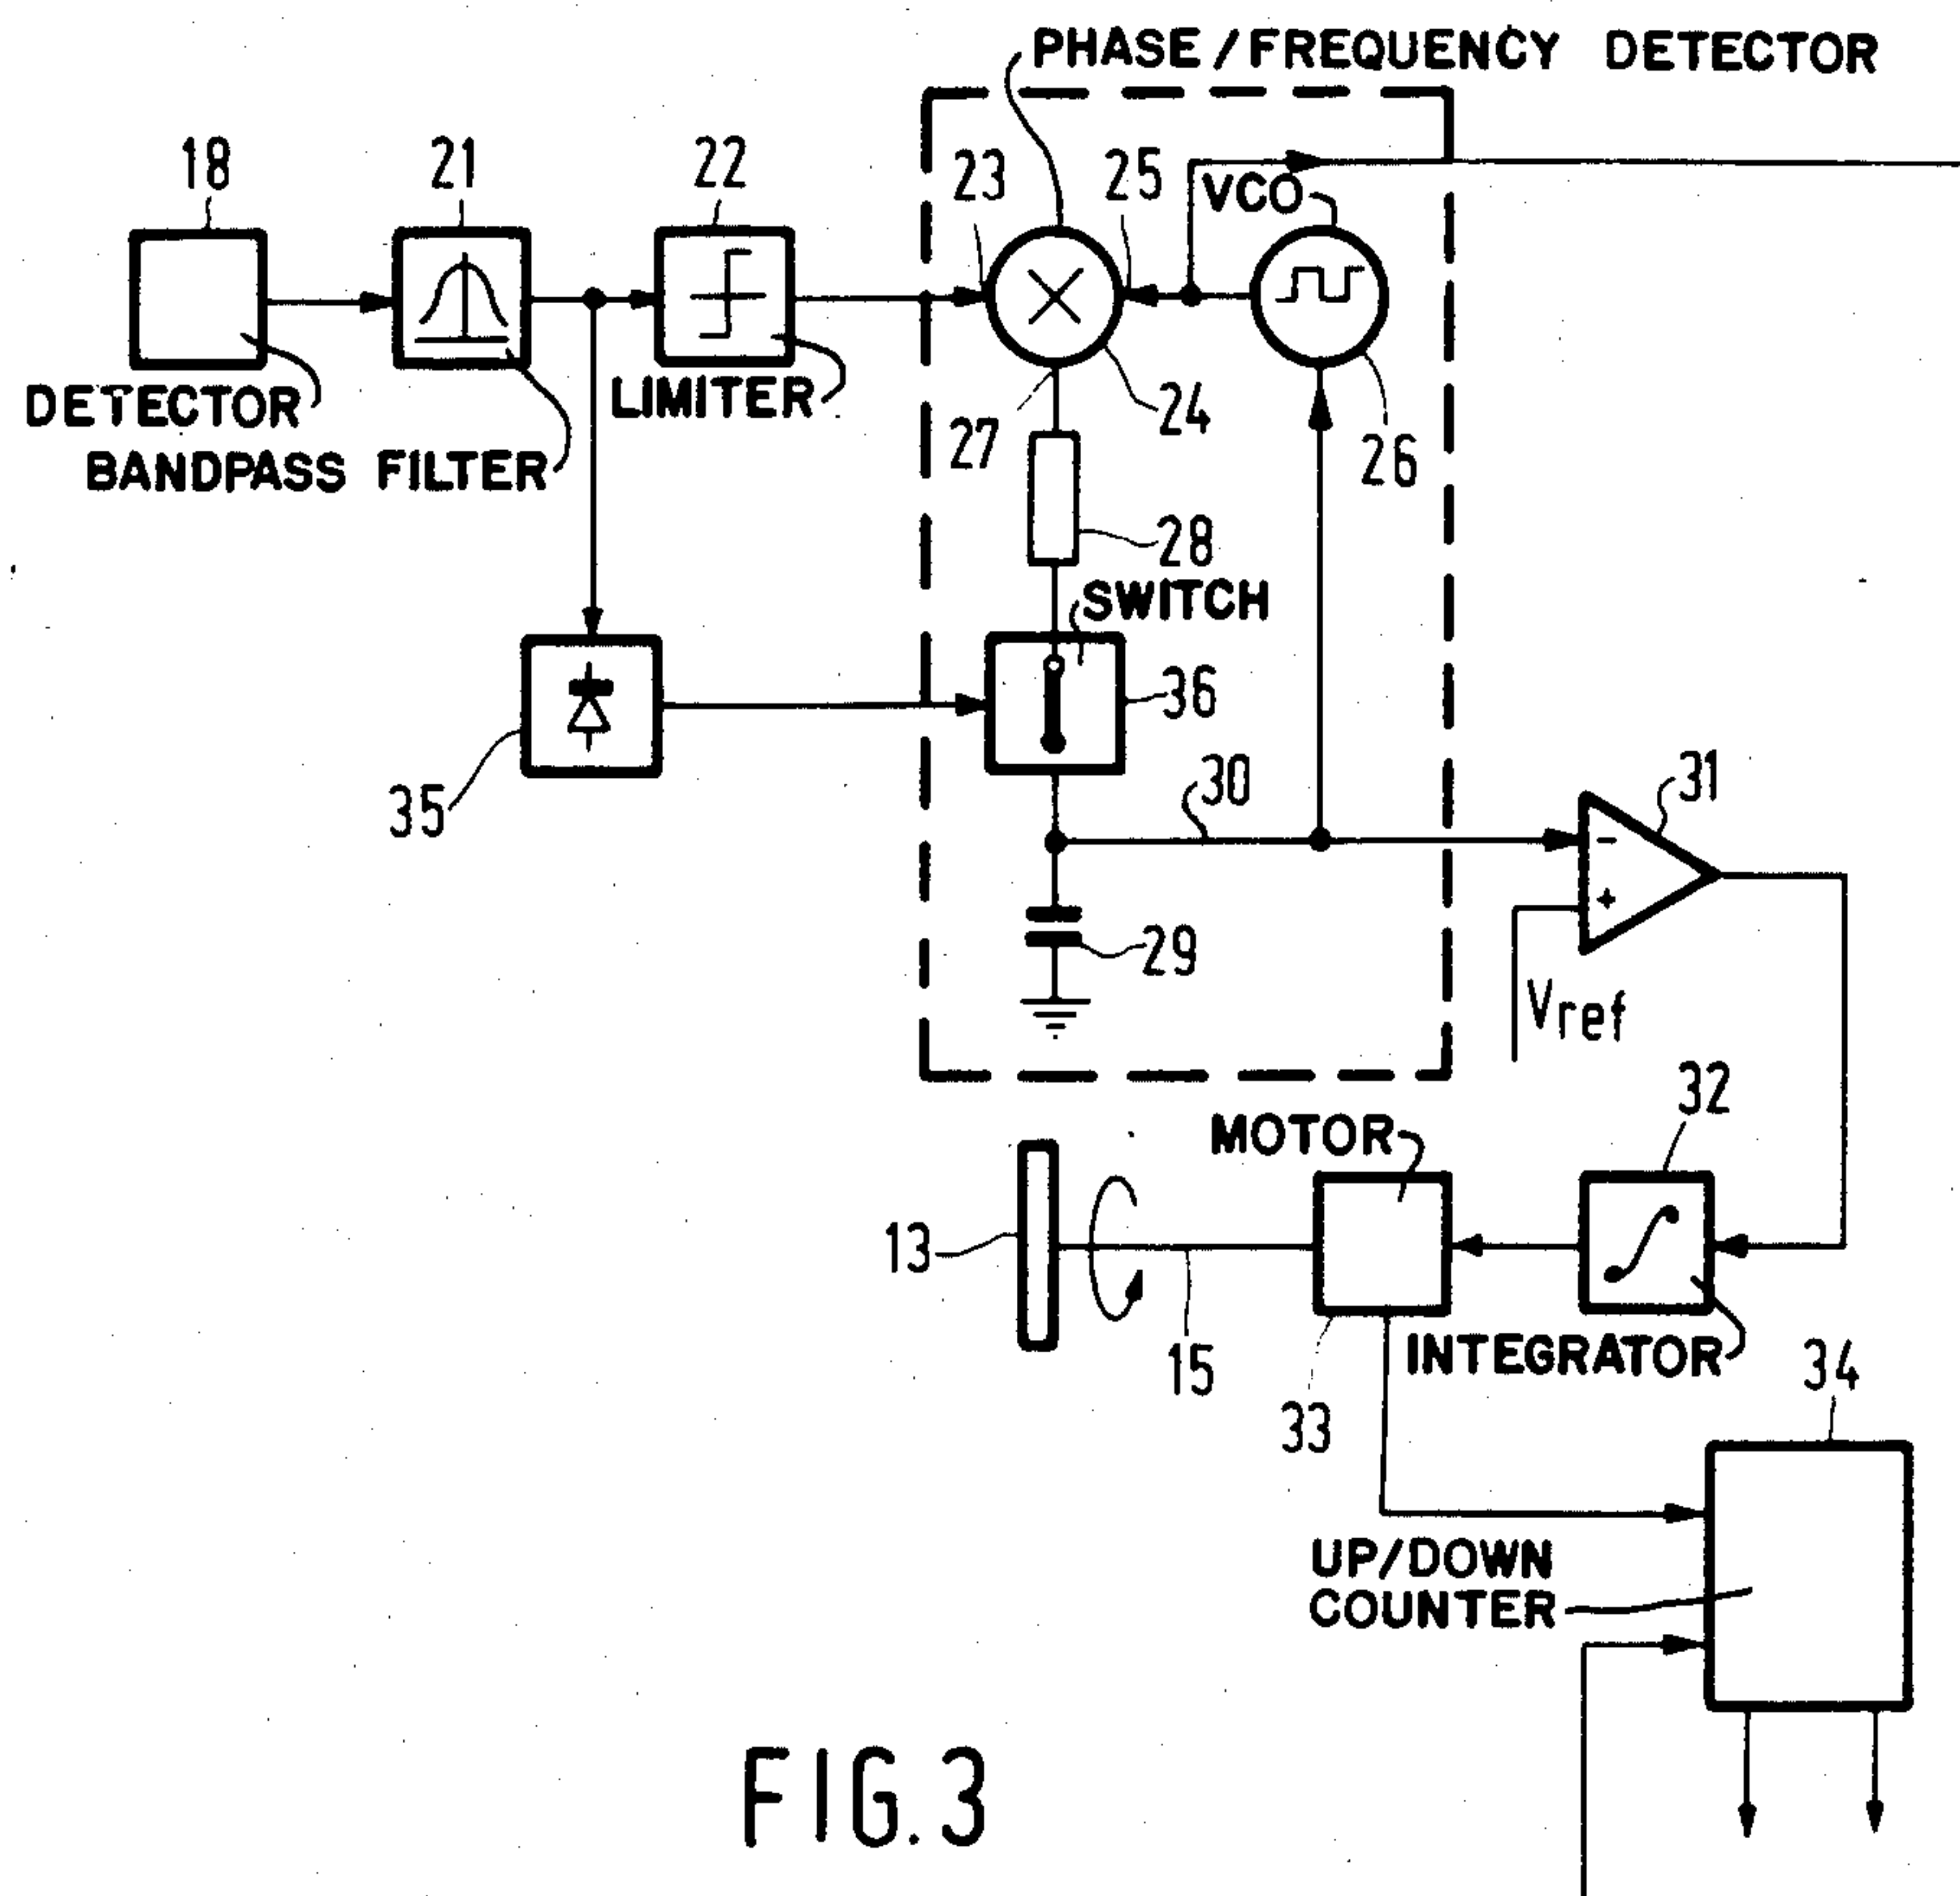 PHASE/FREQUENCY DETECTOR
18
21
22
23
25
VCO
DETECTOR
LIMITER
24
BANDPASS FILTER
27
26
28
SWITCH
36
35
30
31
-
+
29
Vref
32
MOTOR
13
15
INTEGRATOR
33
34
UP/DOWN
COUNTER
FIG.3